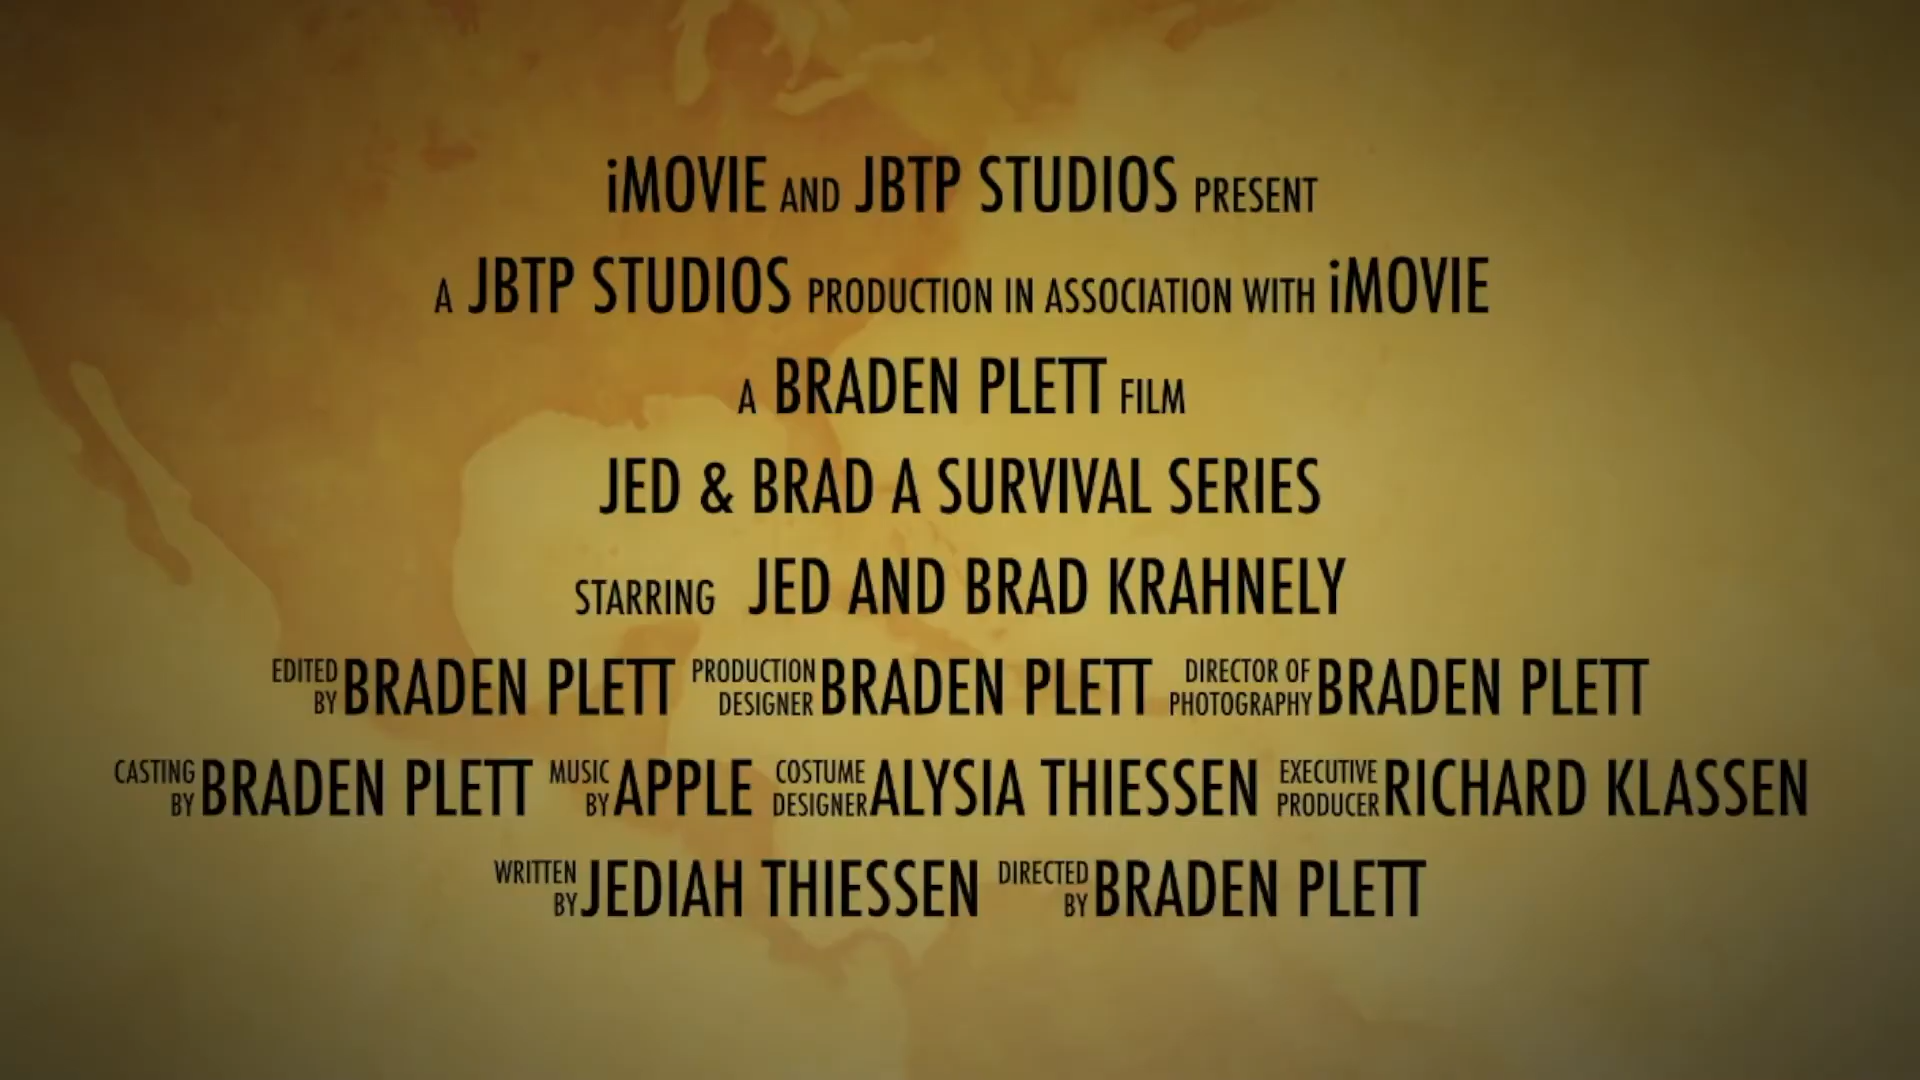 iMOVIE AND JBTP STUDIOS PRESENT
A JBTP STUDIOS PRODUCTION IN ASSOCIATION WITH iMOVIE
A BRADEN PLETT FILM
JED & BRAD A SURVIVAL SERIES
STARRING JED AND BRAD KRAHNELY
EDITED BY BRADEN PLETT PRODUCTION DESIGNER BRADEN PLETT DIRECTOR OF PHOTOGRAPHY BRADEN PLETT
CASTING BY BRADEN PLETT MUSIC BY APPLE COSTUME DESIGNER ALYSIA THIESSEN EXECUTIVE PRODUCER RICHARD KLASSEN
WRITTEN BY JEDIAH THIESSEN DIRECTED BY BRADEN PLETT